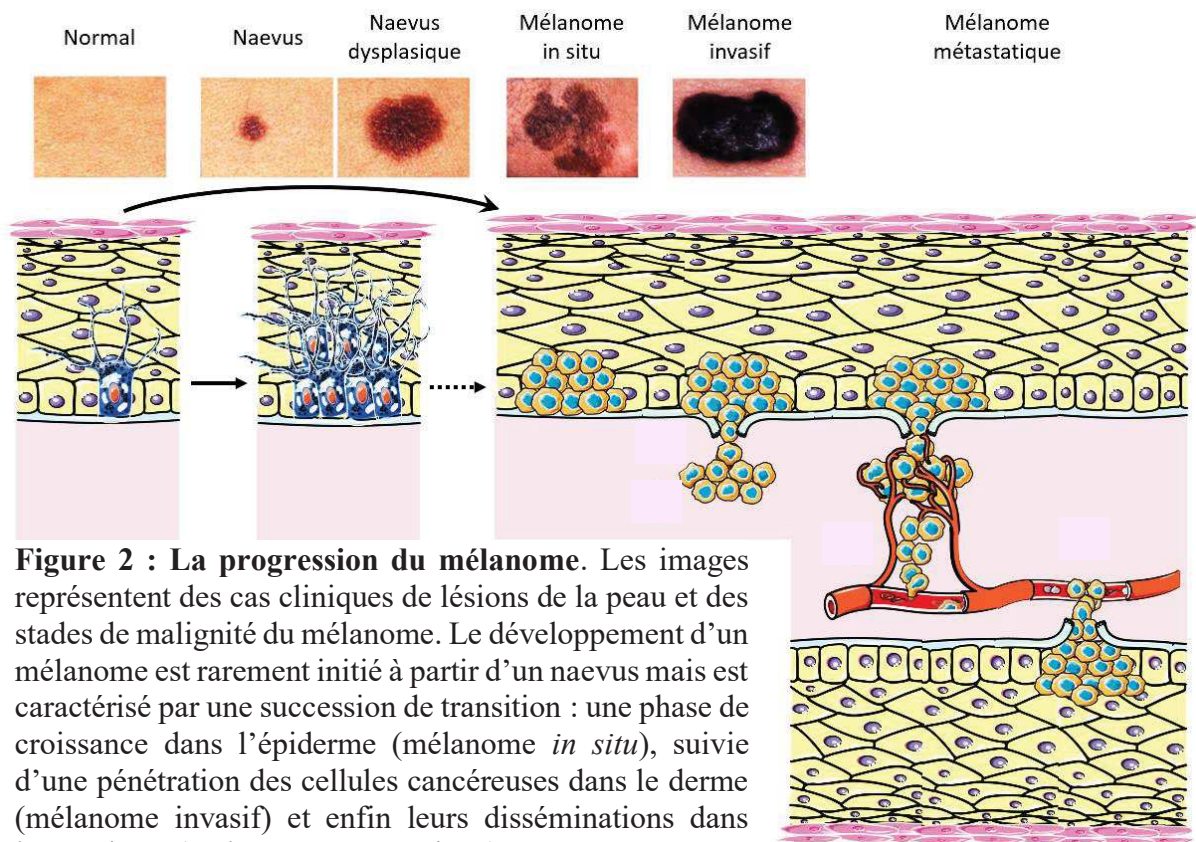 Normal
Naevus
Naevus
dysplasique
Mélanome
in situ
Mélanome
invasif
Mélanome
métastatique
Figure 2 : La progression du mélanome. Les images
représentent des cas cliniques de lésions de la peau et des
stades de malignité du mélanome. Le développement d’un
mélanome est rarement initié à partir d’un naevus mais est
caractérisé par une succession de transition : une phase de
croissance dans l’épiderme (mélanome in situ), suivie
d’une pénétration des cellules cancéreuses dans le derme
(mélanome invasif) et enfin leurs disséminations dans